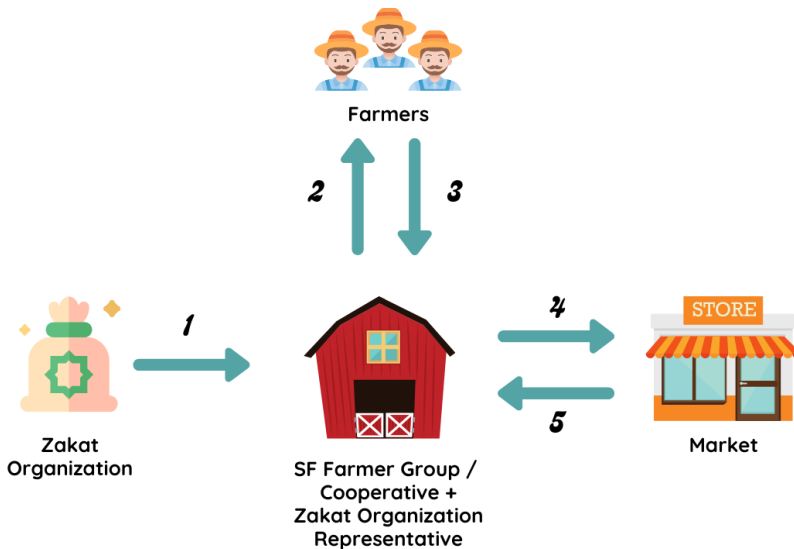 Farmers
2
3
1
4
STORE
5
Zakat
Organization
SF Farmer Group /
Cooperative +
Zakat Organization
Representative
Market